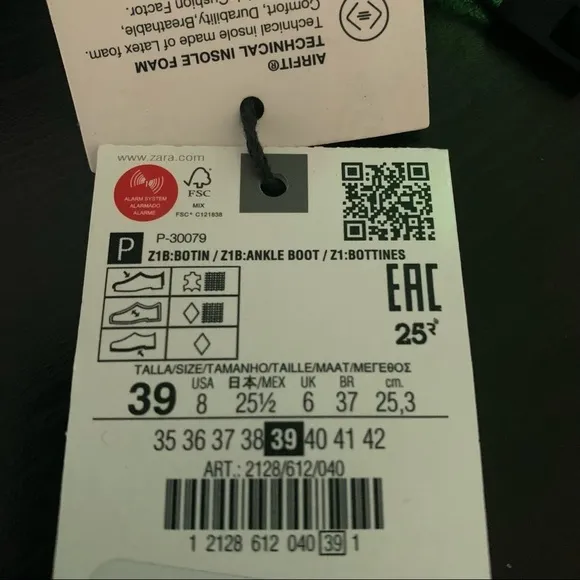 AIRFIT®
TECHNICAL INSOLE FOAM
Technical insole made of Latex foam.
Comfort, Durability, Breathable,
Cushion Factor.
www.zara.com
ALARM SYSTEM
ALARMADO
ALARME
FSC
MIX
FSC® C121838
P
P-30079
Z1B:BOTIN / Z1B:ANKLE BOOT / Z1:BOTTINES
EAC
25
TALLA/SIZE/TAMANHO/TAILLE/MAAT/ΜΕΓΕΘΟΣ
USA 日本/MEX UK BR cm.
39 8 25½ 6 37 25,3
35 36 37 38 39 40 41 42
ART.: 2128/612/040
1 2128 612 040 39 1